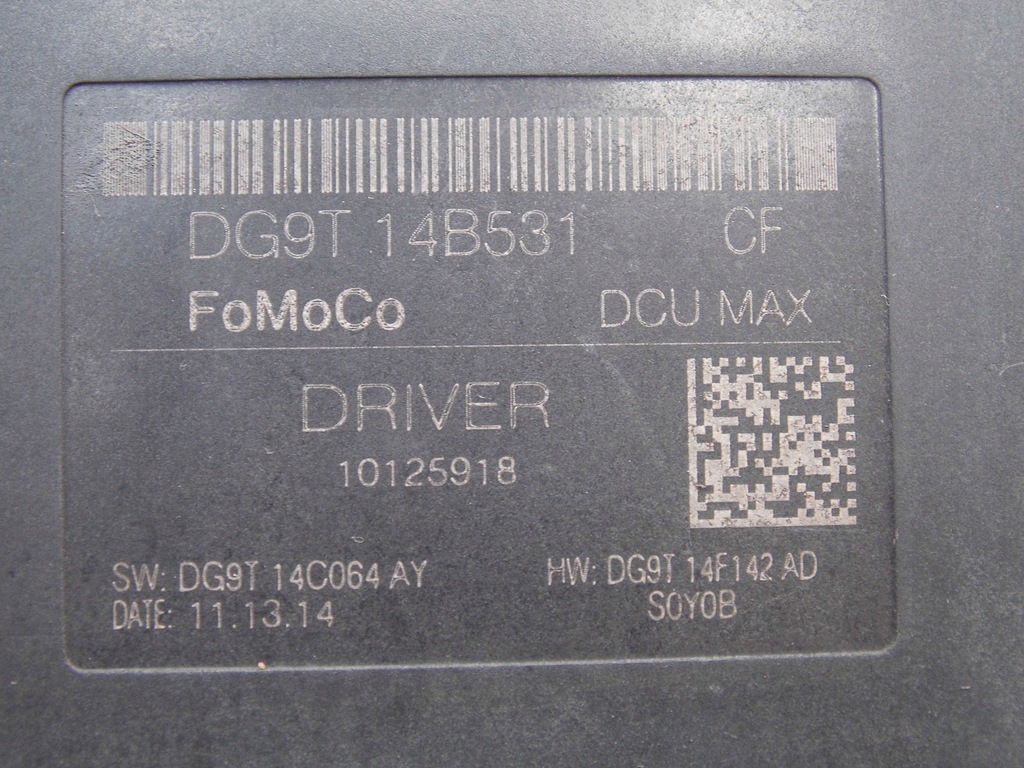 DG9T 14B531 CF
FoMoCo DCU MAX
DRIVER
10125918
SW: DG9T 14C064 AY HW: DG9T 14F142 AD
DATE: 11.13.14 S0Y0B